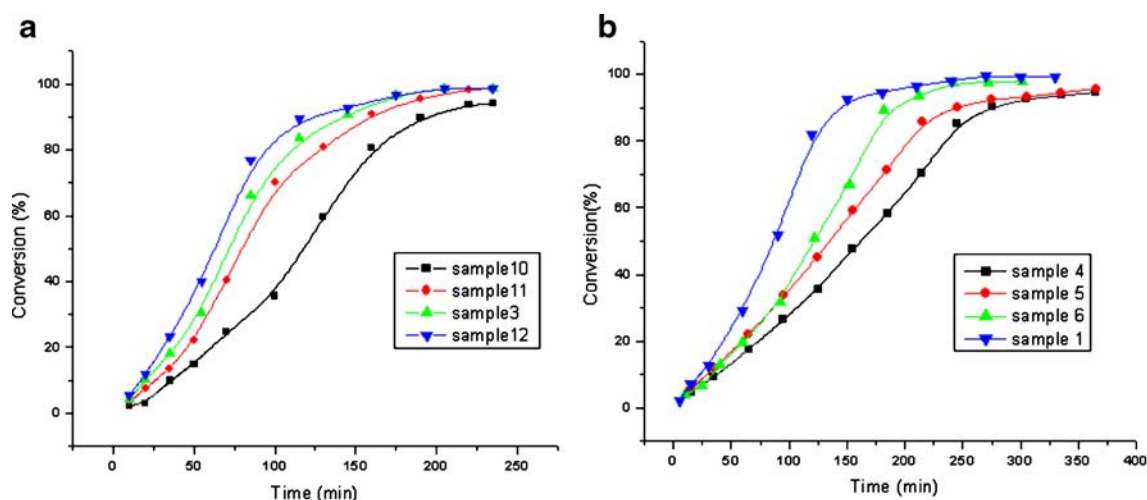 a
100
80
60
40
20
0
Conversion (%)
sample10
sample11
sample3
sample12
0 50 100 150 200 250
Time (min)
b
100
80
60
40
20
0
Conversion(%)
sample 4
sample 5
sample 6
sample 1
0 50 100 150 200 250 300 350 400
Time (min)